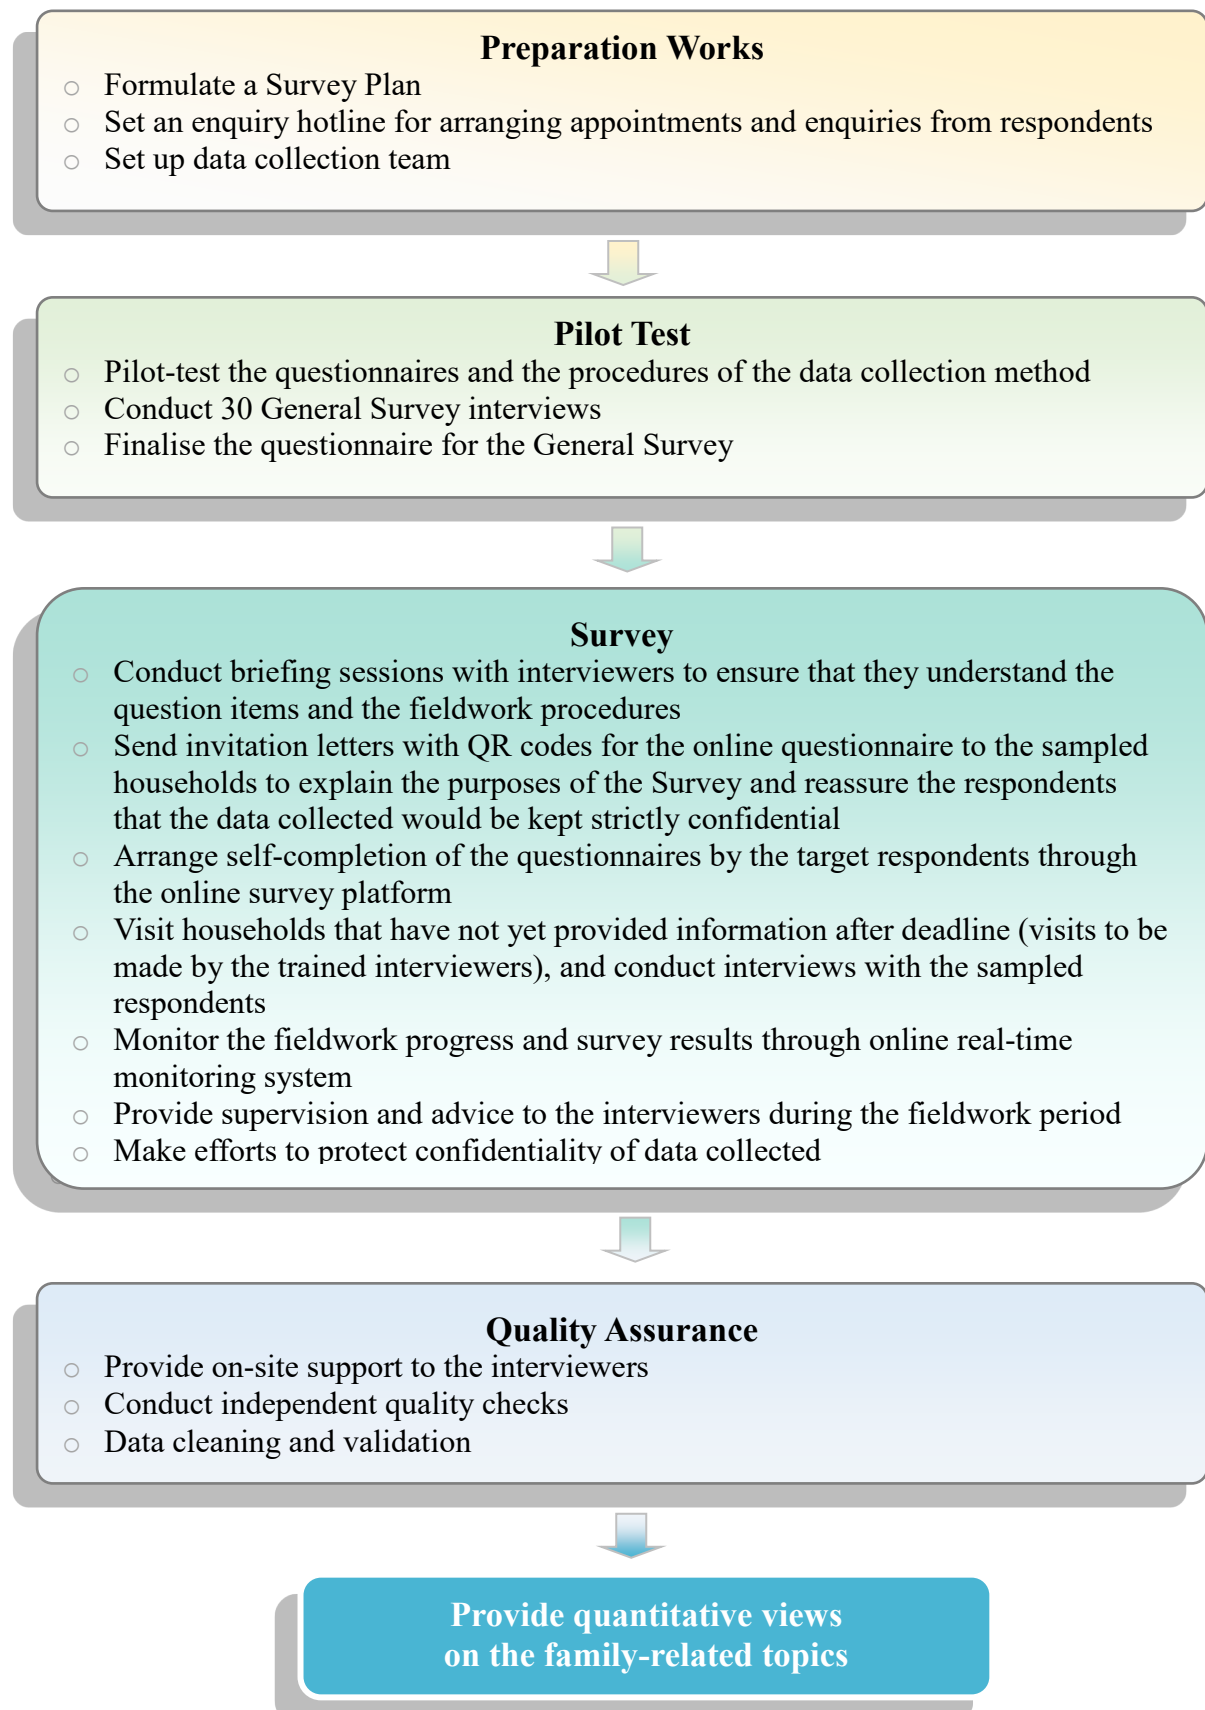 Preparation Works
○ Formulate a Survey Plan
○ Set an enquiry hotline for arranging appointments and enquiries from respondents
○ Set up data collection team
Pilot Test
○ Pilot-test the questionnaires and the procedures of the data collection method
○ Conduct 30 General Survey interviews
○ Finalise the questionnaire for the General Survey
Survey
○ Conduct briefing sessions with interviewers to ensure that they understand the
question items and the fieldwork procedures
○ Send invitation letters with QR codes for the online questionnaire to the sampled
households to explain the purposes of the Survey and reassure the respondents
that the data collected would be kept strictly confidential
○ Arrange self-completion of the questionnaires by the target respondents through
the online survey platform
○ Visit households that have not yet provided information after deadline (visits to be
made by the trained interviewers), and conduct interviews with the sampled
respondents
○ Monitor the fieldwork progress and survey results through online real-time
monitoring system
○ Provide supervision and advice to the interviewers during the fieldwork period
○ Make efforts to protect confidentiality of data collected
Quality Assurance
○ Provide on-site support to the interviewers
○ Conduct independent quality checks
○ Data cleaning and validation
Provide quantitative views
on the family-related topics